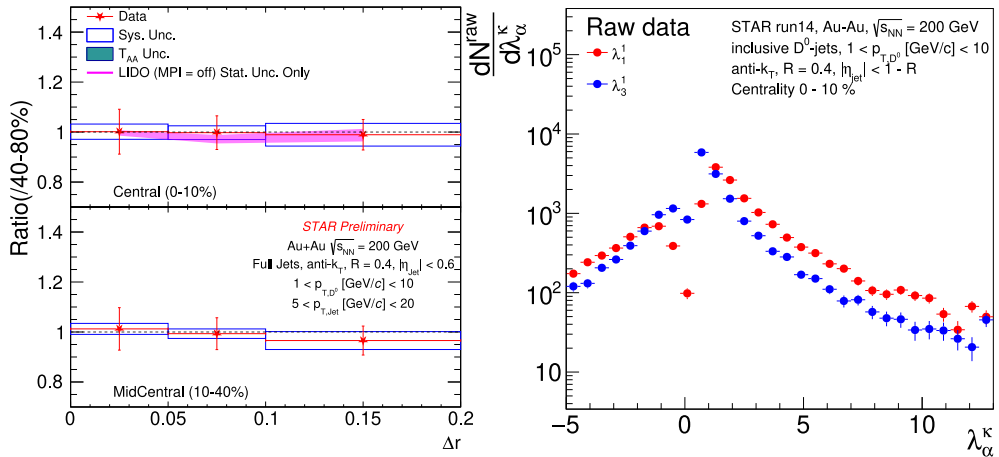 Data
Sys. Unc.
T_AA Unc.
LIDO (MPI = off) Stat. Unc. Only
1.4
1.2
1
0.8
Central (0-10%)
Ratio(/40-80%)
STAR Preliminary
Au+Au √s_NN = 200 GeV
Full Jets, anti-k_T, R = 0.4, |η_Jet| < 0.6
1 < p_T,D⁰ [GeV/c] < 10
5 < p_T,Jet [GeV/c] < 20
1.4
1.2
1
0.8
MidCentral (10-40%)
0 0.05 0.1 0.15 0.2
Δr
dN^raw
dλ_α^κ
Raw data
λ_1^1
λ_3^1
STAR run14, Au-Au, √s_NN = 200 GeV
inclusive D⁰-jets, 1 < p_T,D⁰ [GeV/c] < 10
anti-k_T, R = 0.4, |η_jet| < 1 - R
Centrality 0 - 10 %
10⁵
10⁴
10³
10²
10
-5 0 5 10
λ_α^κ